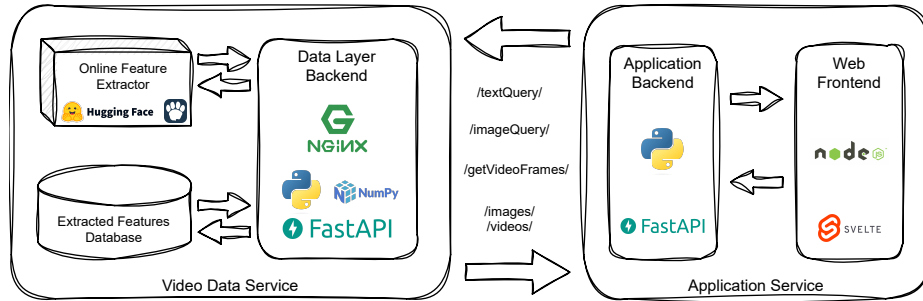 Online Feature
Extractor
Hugging Face
Extracted Features
Database
Data Layer
Backend
NGINX
NumPy
FastAPI
Video Data Service
/textQuery/
/imageQuery/
/getVideoFrames/
/images/
/videos/
Application
Backend
FastAPI
Web
Frontend
node
JS
SVELTE
Application Service